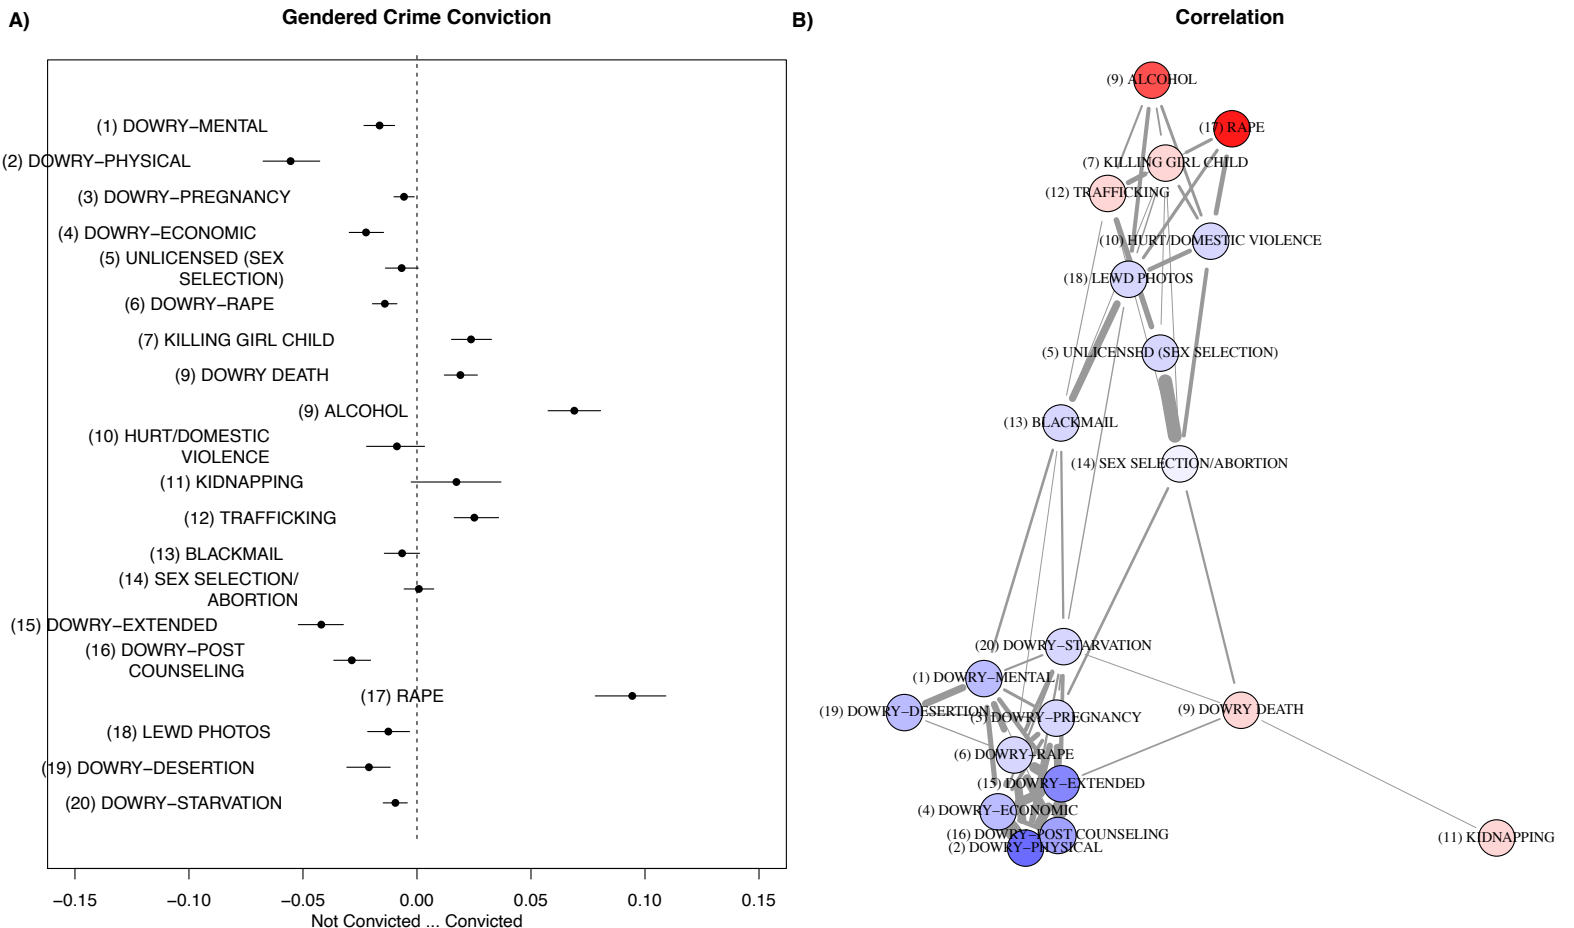 A)
Gendered Crime Conviction
(1) DOWRY−MENTAL
(2) DOWRY−PHYSICAL
(3) DOWRY−PREGNANCY
(4) DOWRY−ECONOMIC
(5) UNLICENSED (SEX
SELECTION)
(6) DOWRY−RAPE
(7) KILLING GIRL CHILD
(9) DOWRY DEATH
(9) ALCOHOL
(10) HURT/DOMESTIC
VIOLENCE
(11) KIDNAPPING
(12) TRAFFICKING
(13) BLACKMAIL
(14) SEX SELECTION/
ABORTION
(15) DOWRY−EXTENDED
(16) DOWRY−POST
COUNSELING
(17) RAPE
(18) LEWD PHOTOS
(19) DOWRY−DESERTION
(20) DOWRY−STARVATION
−0.15 −0.10 −0.05 0.00 0.05 0.10 0.15
Not Convicted ... Convicted
B)
Correlation
(9) ALCOHOL
(17) RAPE
(7) KILLING GIRL CHILD
(12) TRAFFICKING
(10) HURT/DOMESTIC VIOLENCE
(18) LEWD PHOTOS
(5) UNLICENSED (SEX SELECTION)
(13) BLACKMAIL
(14) SEX SELECTION/ABORTION
(20) DOWRY−STARVATION
(1) DOWRY−MENTAL
(19) DOWRY−DESERTION
(3) DOWRY−PREGNANCY
(9) DOWRY DEATH
(6) DOWRY−RAPE
(15) DOWRY−EXTENDED
(4) DOWRY−ECONOMIC
(16) DOWRY−POST COUNSELING
(2) DOWRY−PHYSICAL
(11) KIDNAPPING